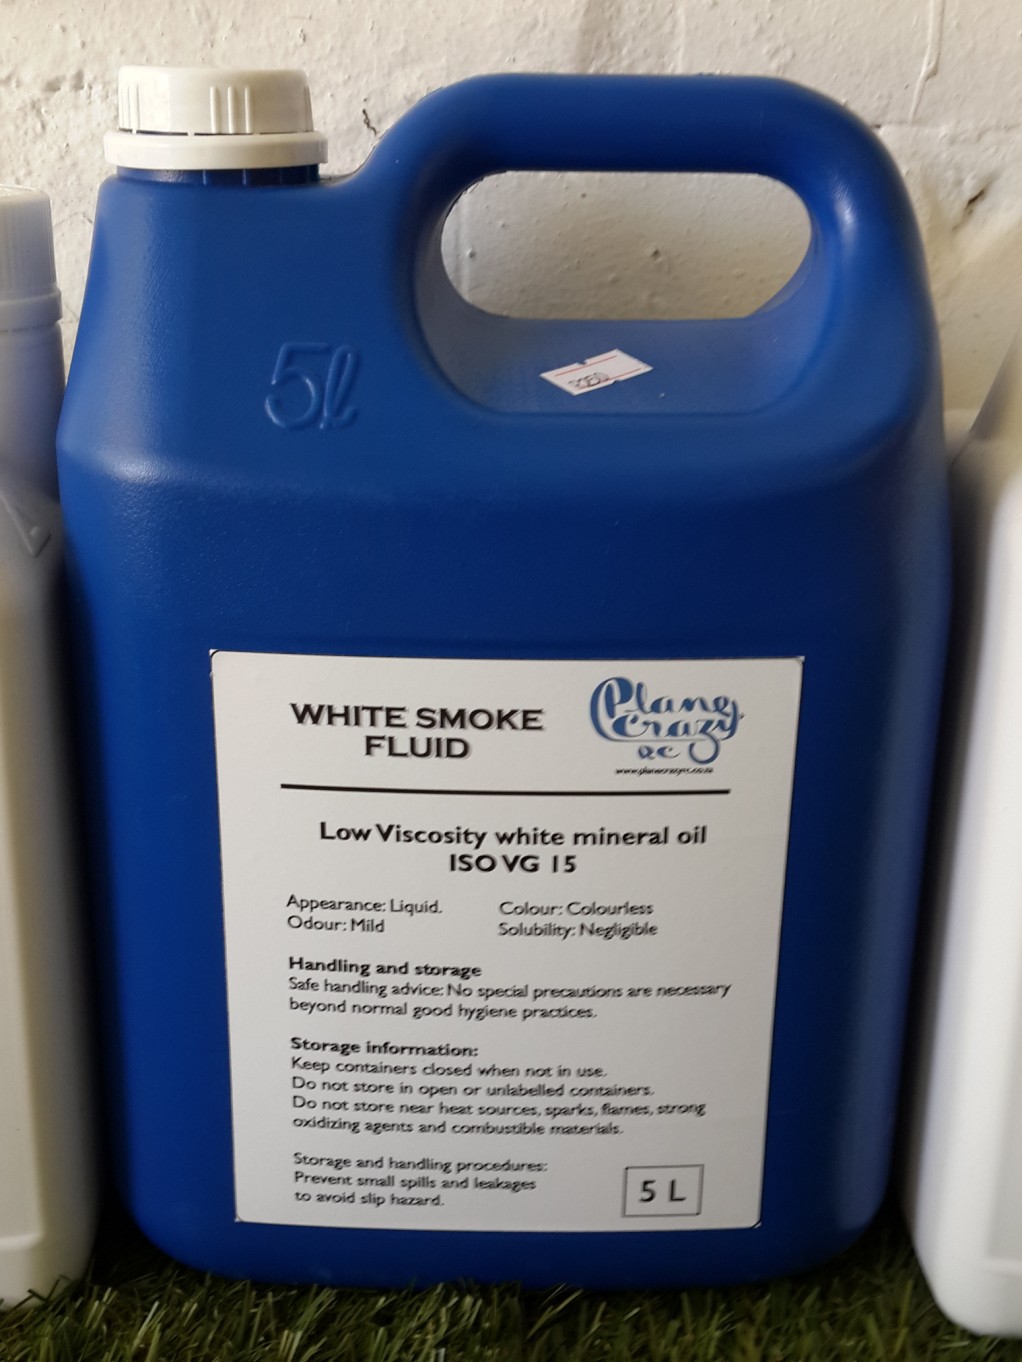 5l
WHITE SMOKE
FLUID
Plane
Crazy
RC
www.planecrazyrc.co.za
Low Viscosity white mineral oil
ISO VG 15
Appearance: Liquid.
Colour: Colourless
Odour: Mild
Solubility: Negligible
Handling and storage
Safe handling advice: No special precautions are necessary
beyond normal good hygiene practices.
Storage information:
Keep containers closed when not in use.
Do not store in open or unlabelled containers.
Do not store near heat sources, sparks, flames, strong
oxidizing agents and combustible materials.
Storage and handling procedures:
Prevent small spills and leakages
to avoid slip hazard.
5 L